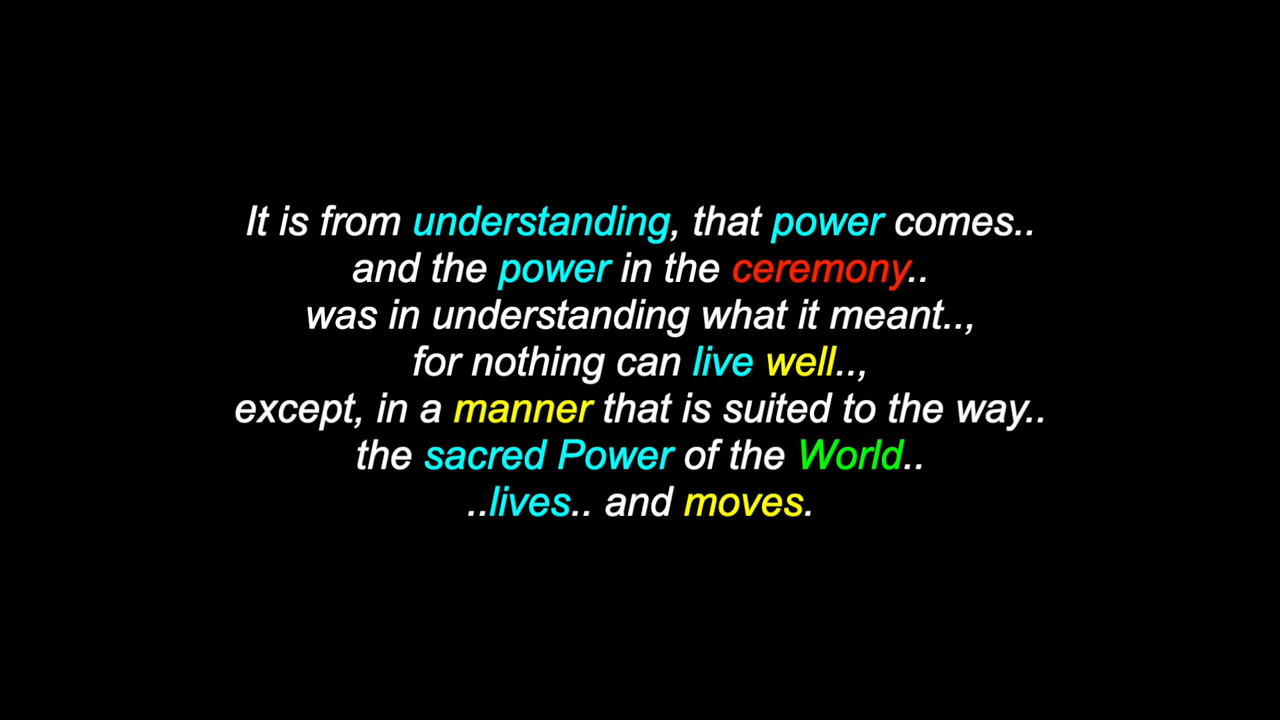 It is from understanding, that power comes..
and the power in the ceremony..
was in understanding what it meant..,
for nothing can live well..,
except, in a manner that is suited to the way..
the sacred Power of the World..
..lives.. and moves.